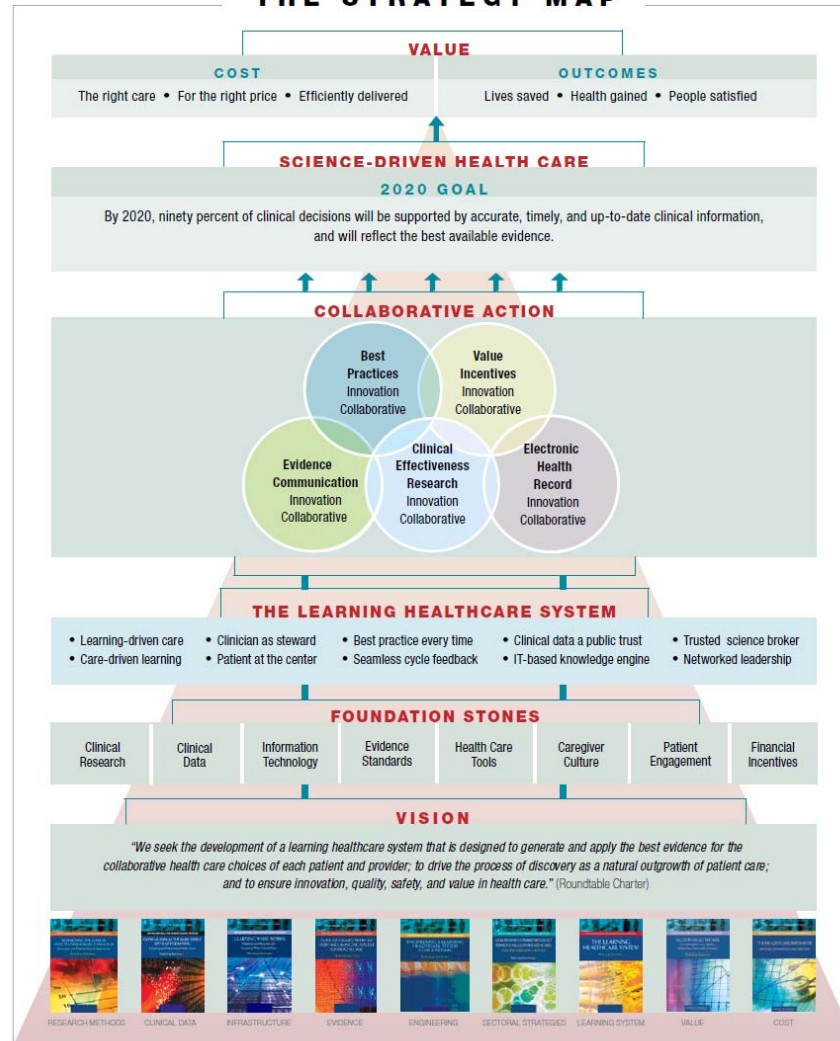 THE STRATEGY MAP
VALUE
COST
The right care • For the right price • Efficiently delivered
OUTCOMES
Lives saved • Health gained • People satisfied
SCIENCE-DRIVEN HEALTH CARE
2020 GOAL
By 2020, ninety percent of clinical decisions will be supported by accurate, timely, and up-to-date clinical information,
and will reflect the best available evidence.
COLLABORATIVE ACTION
Best
Practices
Innovation
Collaborative
Value
Incentives
Innovation
Collaborative
Evidence
Communication
Innovation
Collaborative
Clinical
Effectiveness
Research
Innovation
Collaborative
Electronic
Health
Record
Innovation
Collaborative
THE LEARNING HEALTHCARE SYSTEM
• Learning-driven care • Clinician as steward • Best practice every time • Clinical data a public trust • Trusted science broker
• Care-driven learning • Patient at the center • Seamless cycle feedback • IT-based knowledge engine • Networked leadership
FOUNDATION STONES
Clinical
Research
Clinical
Data
Information
Technology
Evidence
Standards
Health Care
Tools
Caregiver
Culture
Patient
Engagement
Financial
Incentives
VISION
"We seek the development of a learning healthcare system that is designed to generate and apply the best evidence for the
collaborative health care choices of each patient and provider; to drive the process of discovery as a natural outgrowth of patient care;
and to ensure innovation, quality, safety, and value in health care." (Roundtable Charter)
LEARNING WHAT WORKS
THE LEARNING
HEALTHCARE SYSTEM
RESEARCH METHODS CLINICAL DATA INFRASTRUCTURE EVIDENCE ENGINEERING SECTORAL STRATEGIES LEARNING SYSTEM VALUE COST